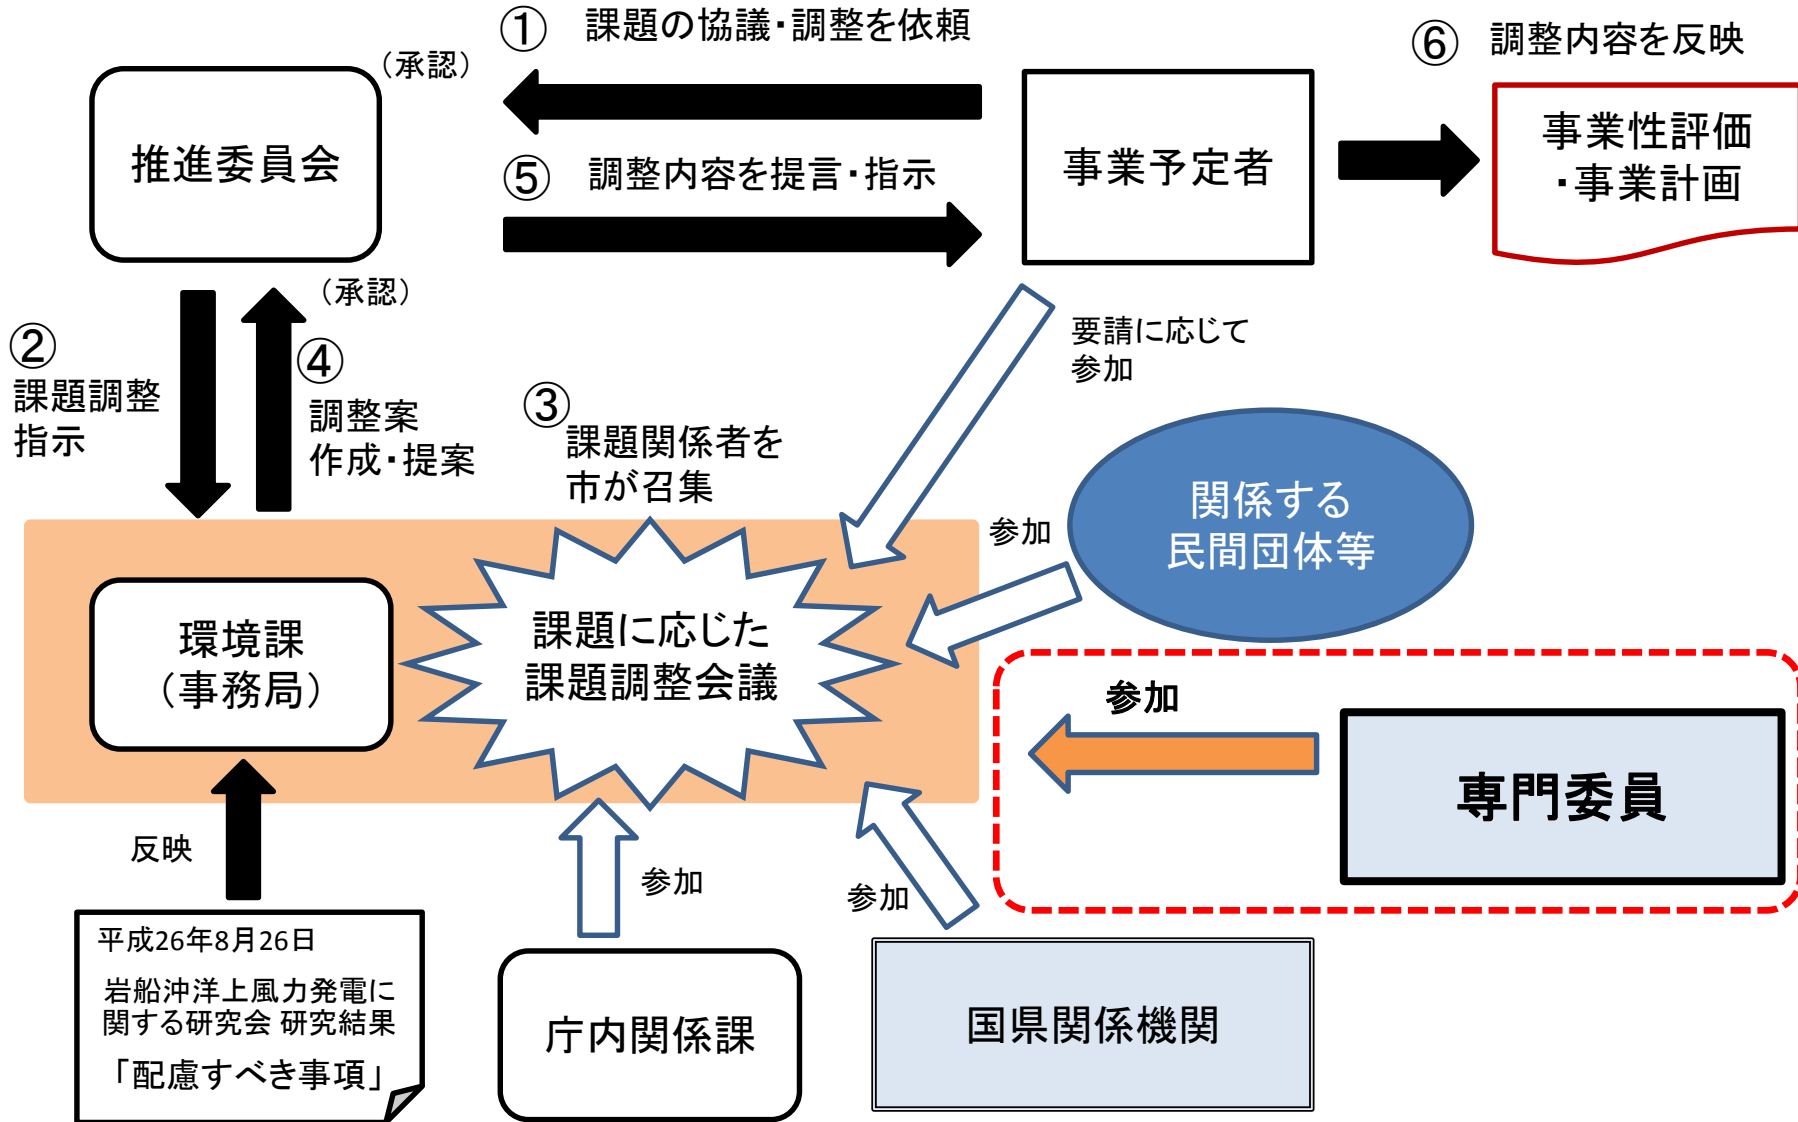 ① 課題の協議・調整を依頼
⑥ 調整内容を反映
(承認)
推進委員会
事業予定者
事業性評価
・事業計画
⑤ 調整内容を提言・指示
(承認)
②
課題調整
指示
④
調整案
作成・提案
③
課題関係者を
市が召集
要請に応じて
参加
参加
関係する
民間団体等
環境課
(事務局)
課題に応じた
課題調整会議
参加
専門委員
反映
参加
参加
平成26年8月26日
岩船沖洋上風力発電に
関する研究会 研究結果
「配慮すべき事項」
庁内関係課
国県関係機関